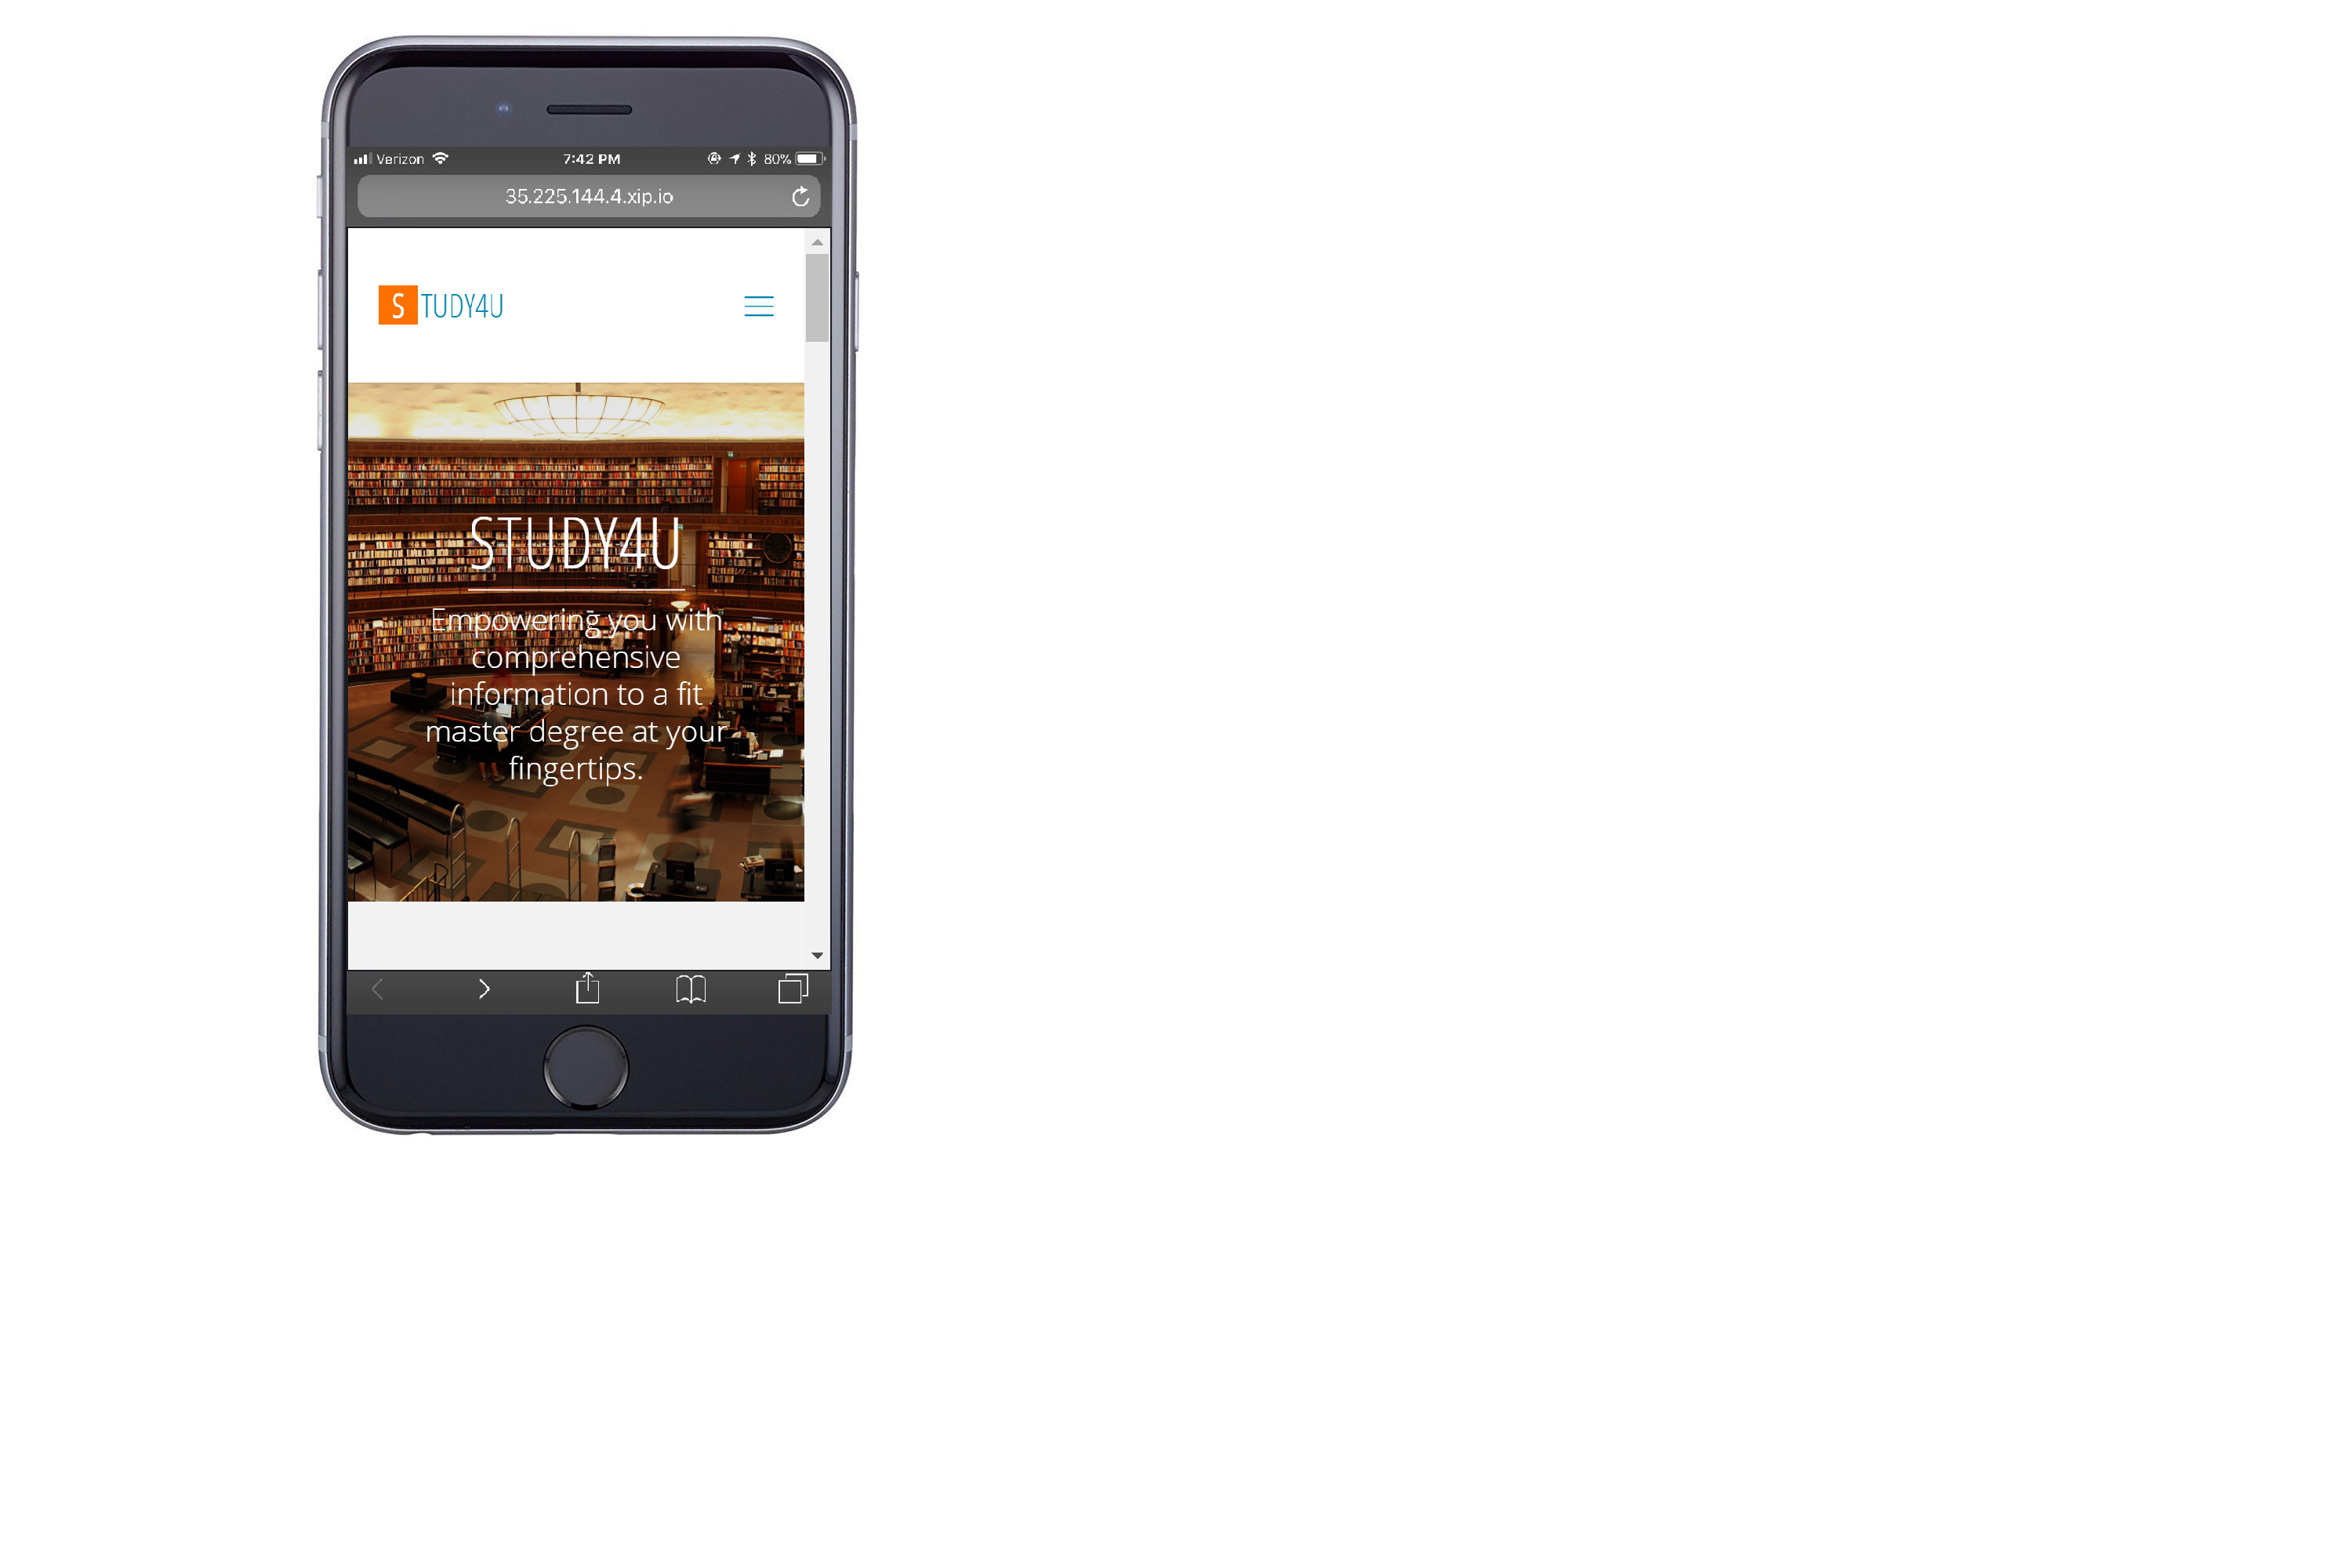 Verizon 7:42 PM 80%
35.225.144.4.xip.io
STUDY4U
STUDY4U
Empowering you with
comprehensive
information to a fit
master degree at your
fingertips.